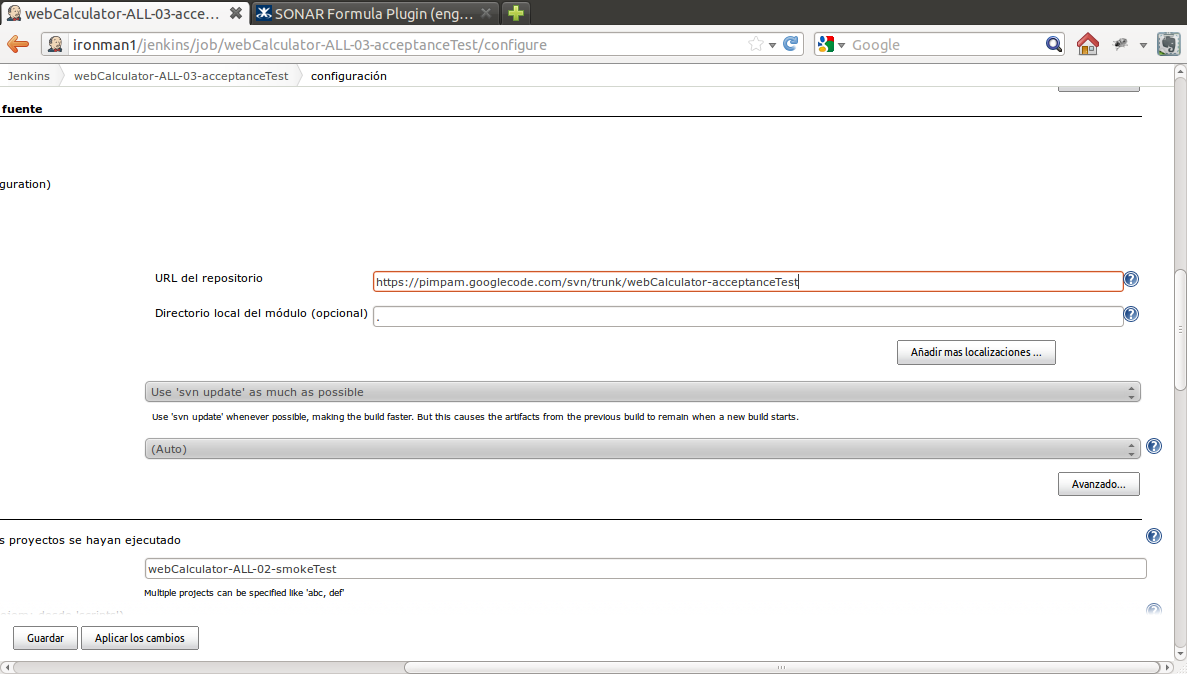 webCalculator-ALL-03-acce... SONAR Formula Plugin (eng...
ironman1/jenkins/job/webCalculator-ALL-03-acceptanceTest/configure Google
Jenkins webCalculator-ALL-03-acceptanceTest configuración
fuente
guration)
URL del repositorio https://pimpam.googlecode.com/svn/trunk/webCalculator-acceptanceTest
Directorio local del módulo (opcional) .
Añadir mas localizaciones ...
Use 'svn update' as much as possible
Use 'svn update' whenever possible, making the build faster. But this causes the artifacts from the previous build to remain when a new build starts.
(Auto)
Avanzado...
s proyectos se hayan ejecutado
webCalculator-ALL-02-smokeTest
Multiple projects can be specified like 'abc, def'
Guardar Aplicar los cambios